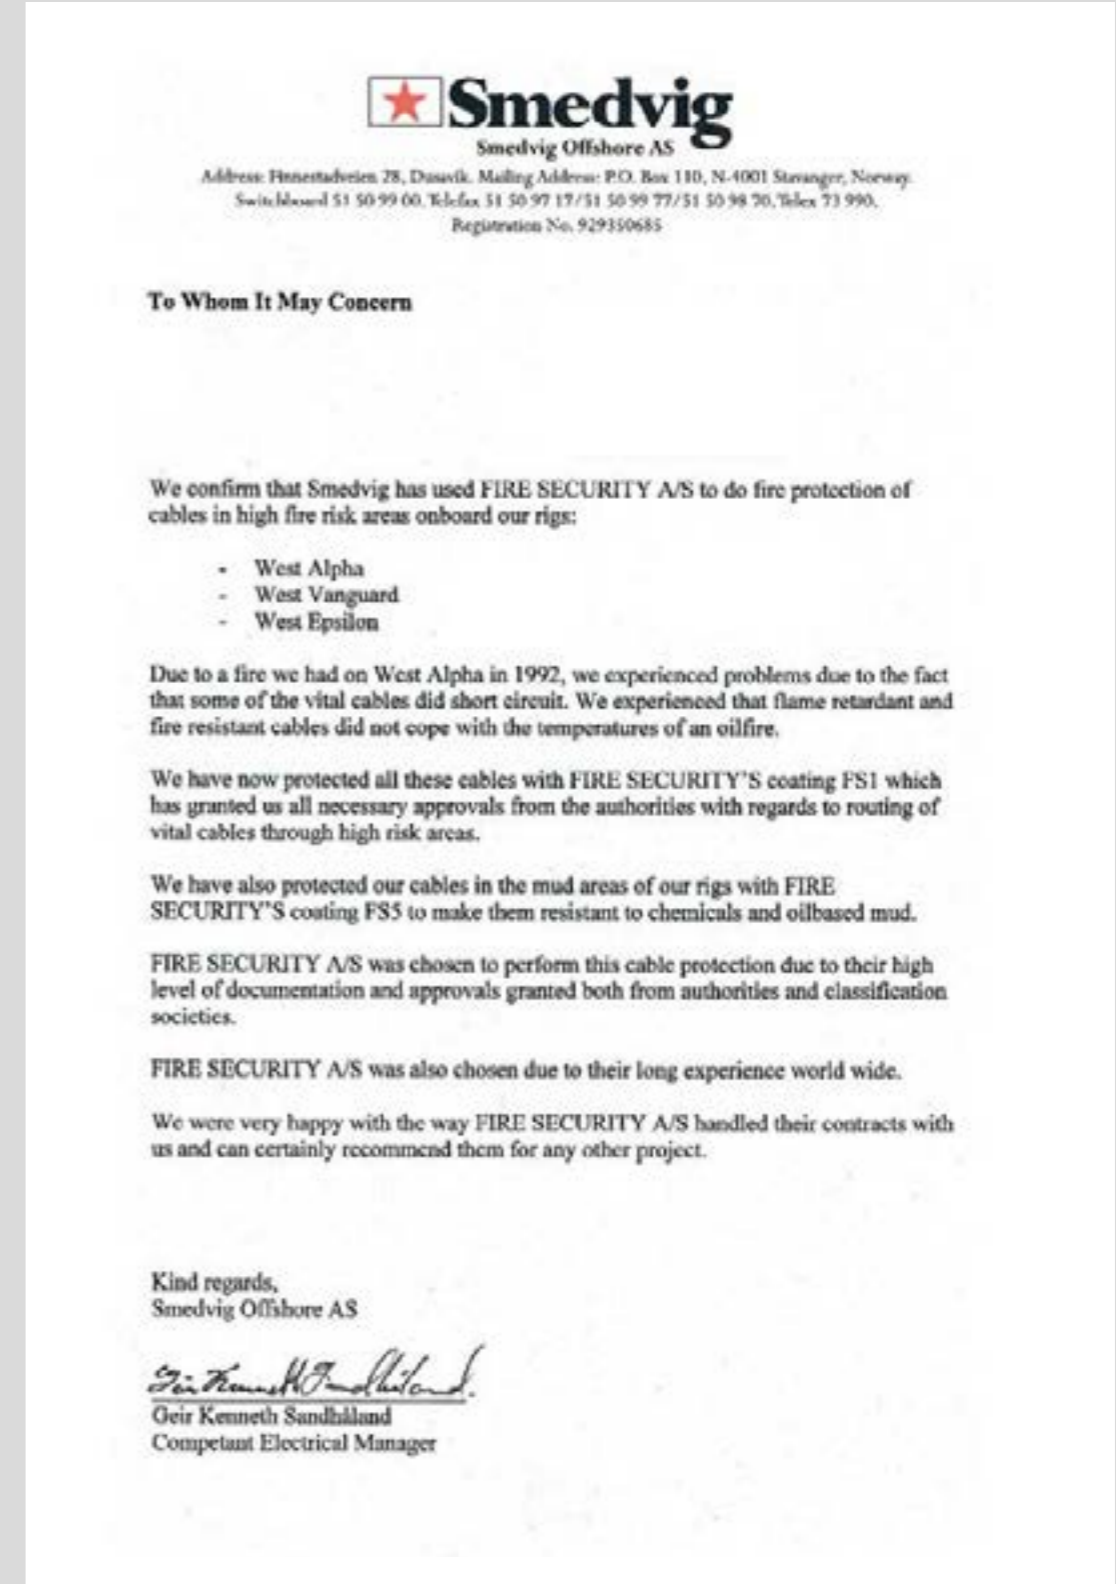 Smedvig
Smedvig Offshore AS
Address: Finnestadveien 28, Dusavik. Mailing Address: P.O. Box 110, N-4001 Stavanger, Norway.
Switchboard 51 50 99 00, Telefax 51 50 97 17/51 50 99 77/51 50 98 70, Telex 73 990.
Registration No. 929350685
To Whom It May Concern
We confirm that Smedvig has used FIRE SECURITY A/S to do fire protection of
cables in high fire risk areas onboard our rigs:
- West Alpha
- West Vanguard
- West Epsilon
Due to a fire we had on West Alpha in 1992, we experienced problems due to the fact
that some of the vital cables did short circuit. We experienced that flame retardant and
fire resistant cables did not cope with the temperatures of an oilfire.
We have now protected all these cables with FIRE SECURITY'S coating FS1 which
has granted us all necessary approvals from the authorities with regards to routing of
vital cables through high risk areas.
We have also protected our cables in the mud areas of our rigs with FIRE
SECURITY'S coating FS5 to make them resistant to chemicals and oilbased mud.
FIRE SECURITY A/S was chosen to perform this cable protection due to their high
level of documentation and approvals granted both from authorities and classification
societies.
FIRE SECURITY A/S was also chosen due to their long experience world wide.
We were very happy with the way FIRE SECURITY A/S handled their contracts with
us and can certainly recommend them for any other project.
Kind regards,
Smedvig Offshore AS
Geir Kenneth Sandhåland
Geir Kenneth Sandhåland
Competant Electrical Manager